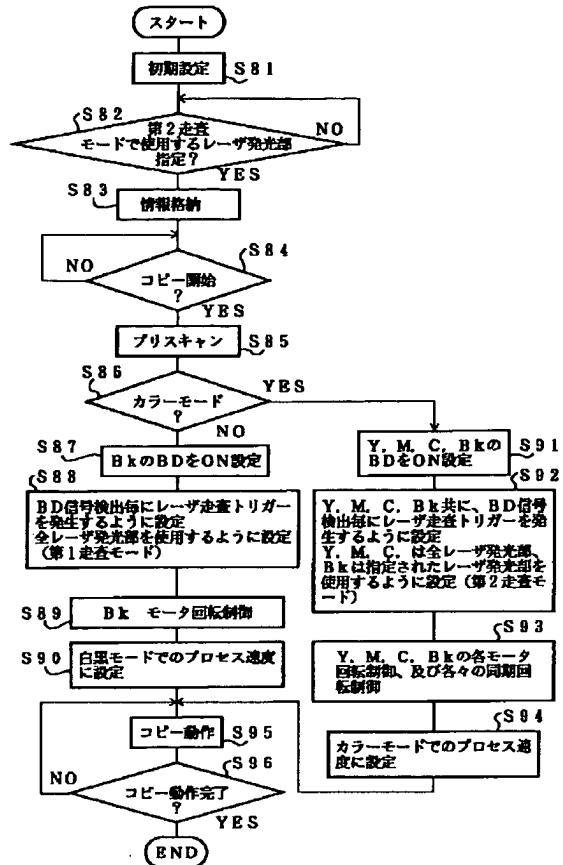 スタート
初期設定
S81
S82
第2走査
モードで使用するレーザ発光部
指定?
NO
YES
S83
情報格納
S84
NO
コピー開始
?
YES
プリスキャン
S85
S86
カラーモード
?
YES
NO
S87
BkのBDをON設定
S88
BD信号検出毎にレーザ走査トリガー
を発生するように設定
全レーザ発光部を使用するように設定
(第1走査モード)
S89
Bk モータ回転制御
S90
白黒モードでのプロセス速度
に設定
S91
Y, M, C, Bkの
BDをON設定
S92
Y, M, C, Bk共に、BD信号
検出毎にレーザ走査トリガーを発
生するように設定
Y, M, C, は全レーザ発光部、
Bkは指定されたレーザ発光部を
使用するように設定(第2走査モ
ード)
S93
Y, M, C, Bkの各モータ
回転制御、及び各々の同期回
転制御
S94
カラーモードでのプロセス速
度に設定
コピー動作
S95
S96
NO
コピー動作完了
?
YES
END